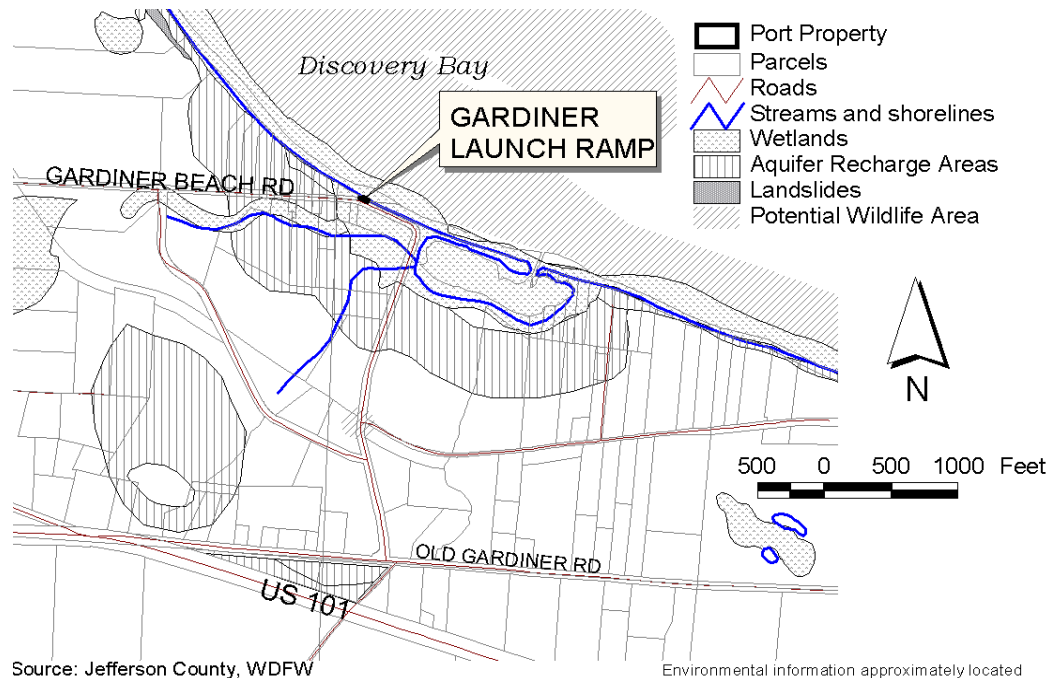 Discovery Bay
GARDINER
LAUNCH RAMP
GARDINER BEACH RD
OLD GARDINER RD
US 101
Port Property
Parcels
Roads
Streams and shorelines
Wetlands
Aquifer Recharge Areas
Landslides
Potential Wildlife Area
N
500 0 500 1000 Feet
Source: Jefferson County, WDFW
Environmental information approximately located